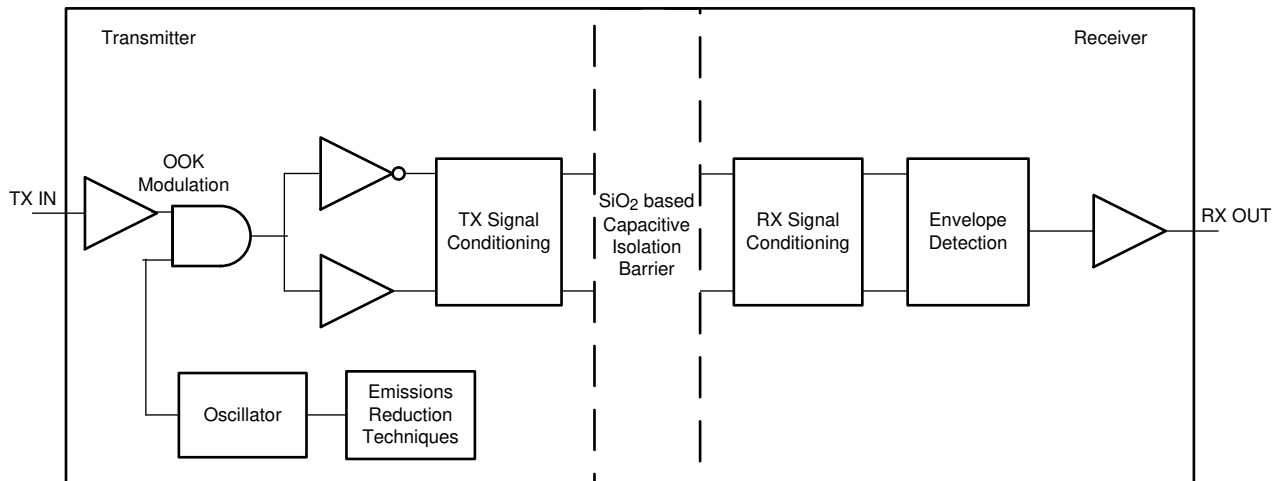 Transmitter
Receiver
OOK
Modulation
TX IN
TX Signal
Conditioning
SiO2 based
Capacitive
Isolation
Barrier
RX Signal
Conditioning
Envelope
Detection
RX OUT
Oscillator
Emissions
Reduction
Techniques